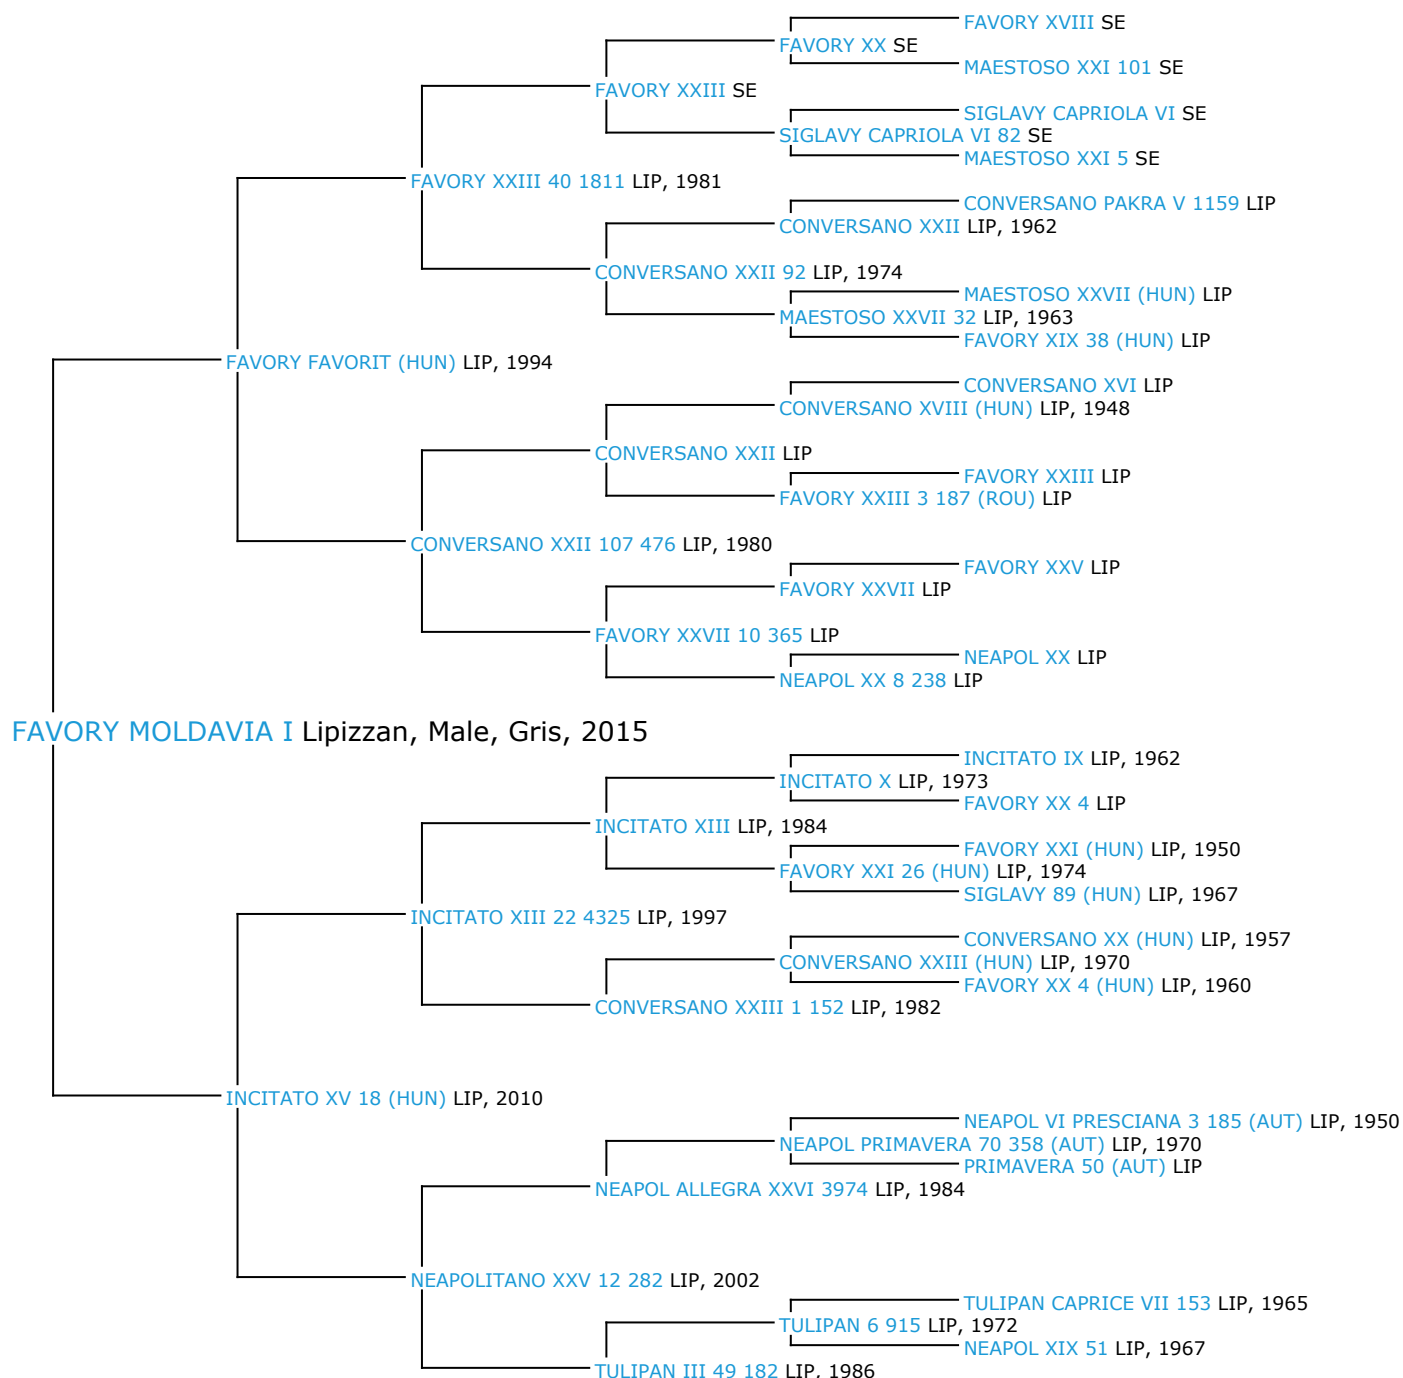 FAVORY XVIII SE
FAVORY XX SE
MAESTOSO XXI 101 SE
FAVORY XXIII SE
SIGLAVY CAPRIOLA VI SE
SIGLAVY CAPRIOLA VI 82 SE
MAESTOSO XXI 5 SE
FAVORY XXIII 40 1811 LIP, 1981
CONVERSANO PAKRA V 1159 LIP
CONVERSANO XXII LIP, 1962
CONVERSANO XXII 92 LIP, 1974
MAESTOSO XXVII (HUN) LIP
MAESTOSO XXVII 32 LIP, 1963
FAVORY XIX 38 (HUN) LIP
FAVORY FAVORIT (HUN) LIP, 1994
CONVERSANO XVI LIP
CONVERSANO XVIII (HUN) LIP, 1948
CONVERSANO XXII LIP
FAVORY XXIII LIP
FAVORY XXIII 3 187 (ROU) LIP
CONVERSANO XXII 107 476 LIP, 1980
FAVORY XXV LIP
FAVORY XXVII LIP
FAVORY XXVII 10 365 LIP
NEAPOL XX LIP
NEAPOL XX 8 238 LIP
FAVORY MOLDAVIA I Lipizzan, Male, Gris, 2015
INCITATO IX LIP, 1962
INCITATO X LIP, 1973
FAVORY XX 4 LIP
INCITATO XIII LIP, 1984
FAVORY XXI (HUN) LIP, 1950
FAVORY XXI 26 (HUN) LIP, 1974
SIGLAVY 89 (HUN) LIP, 1967
INCITATO XIII 22 4325 LIP, 1997
CONVERSANO XX (HUN) LIP, 1957
CONVERSANO XXIII (HUN) LIP, 1970
FAVORY XX 4 (HUN) LIP, 1960
CONVERSANO XXIII 1 152 LIP, 1982
INCITATO XV 18 (HUN) LIP, 2010
NEAPOL VI PRESCIANA 3 185 (AUT) LIP, 1950
NEAPOL PRIMAVERA 70 358 (AUT) LIP, 1970
PRIMAVERA 50 (AUT) LIP
NEAPOL ALLEGRA XXVI 3974 LIP, 1984
NEAPOLITANO XXV 12 282 LIP, 2002
TULIPAN CAPRICE VII 153 LIP, 1965
TULIPAN 6 915 LIP, 1972
NEAPOL XIX 51 LIP, 1967
TULIPAN III 49 182 LIP, 1986